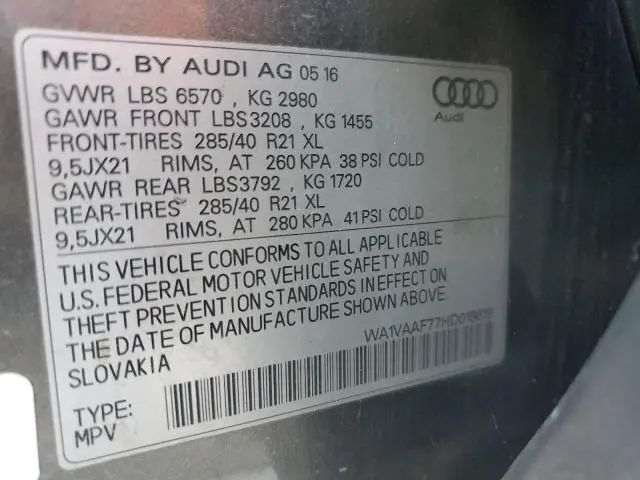 MFD. BY AUDI AG 05 16
GVWR LBS 6570 , KG 2980
GAWR FRONT LBS3208 , KG 1455
FRONT-TIRES 285/40 R21 XL
9,5JX21 RIMS, AT 260 KPA 38 PSI COLD
GAWR REAR LBS3792 , KG 1720
REAR-TIRES 285/40 R21 XL
9,5JX21 RIMS, AT 280 KPA 41 PSI COLD
Audi
THIS VEHICLE CONFORMS TO ALL APPLICABLE
U.S. FEDERAL MOTOR VEHICLE SAFETY AND
THEFT PREVENTION STANDARDS IN EFFECT ON
THE DATE OF MANUFACTURE SHOWN ABOVE.
SLOVAKIA
TYPE:
MPV